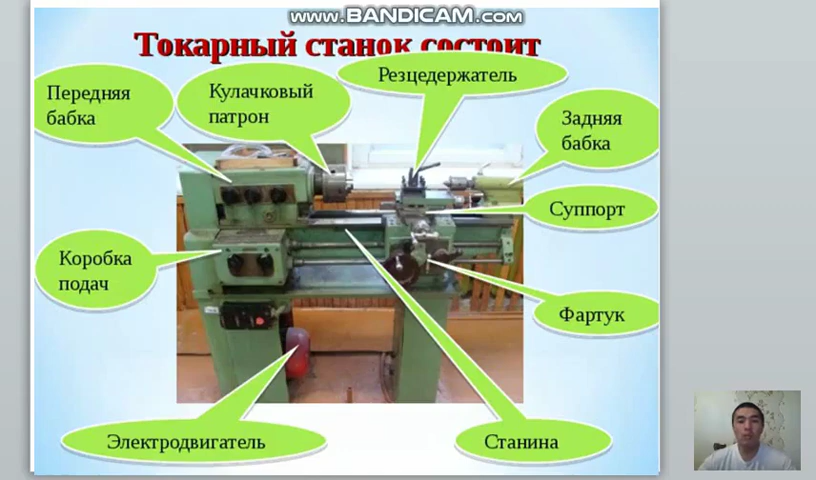 www.BANDICAM.com
Токарный станок состоит
Передняя
бабка
Кулачковый
патрон
Резцедержатель
Задняя
бабка
Суппорт
Коробка
подач
Фартук
Электродвигатель
Станина